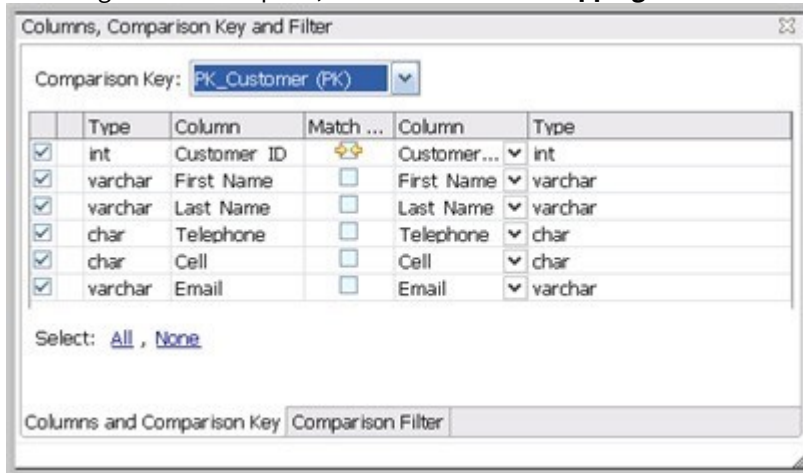 Columns, Comparison Key and Filter
Comparison Key: PK_Customer (PK)
Type Column Match ... Column Type
int Customer ID Customer... int
varchar First Name First Name varchar
varchar Last Name Last Name varchar
char Telephone Telephone char
char Cell Cell char
varchar Email Email varchar
Select: All , None
Columns and Comparison Key Comparison Filter